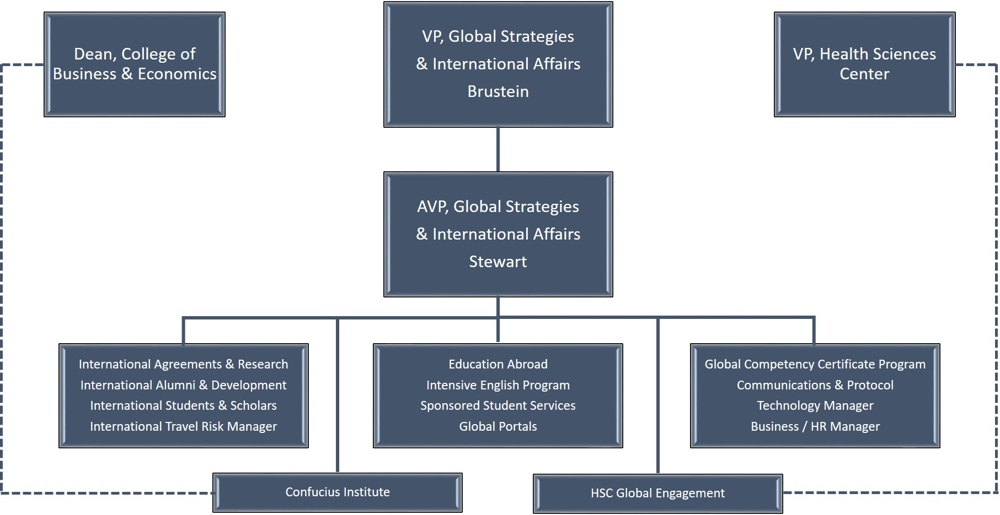 Dean, College of
Business & Economics
VP, Global Strategies
& International Affairs
Brustein
VP, Health Sciences
Center
AVP, Global Strategies
& International Affairs
Stewart
International Agreements & Research
International Alumni & Development
International Students & Scholars
International Travel Risk Manager
Education Abroad
Intensive English Program
Sponsored Student Services
Global Portals
Global Competency Certificate Program
Communications & Protocol
Technology Manager
Business / HR Manager
Confucius Institute
HSC Global Engagement